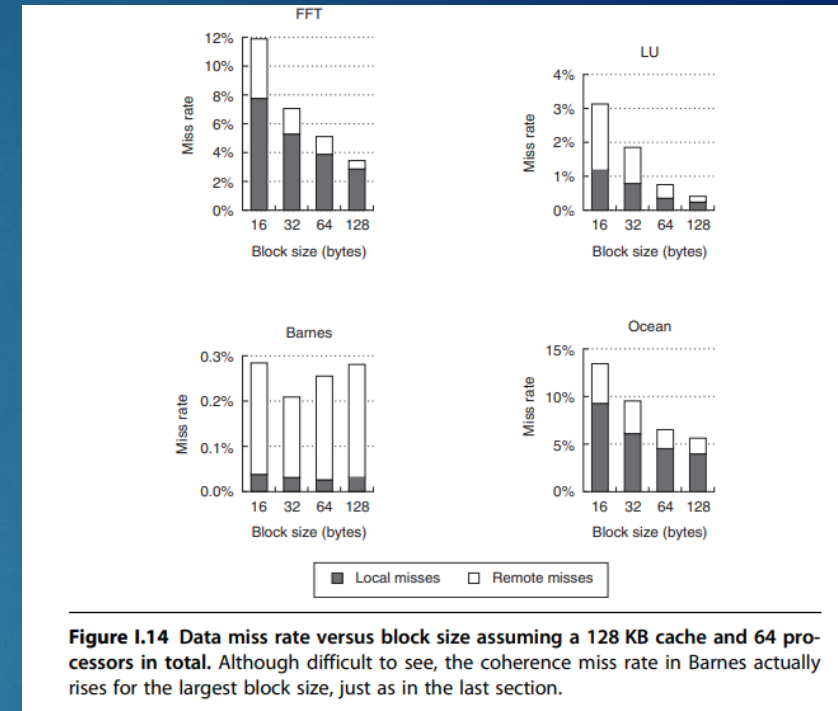 FFT
12%
10%
8%
6%
4%
2%
0%
Miss rate
16 32 64 128
Block size (bytes)
LU
4%
3%
2%
1%
0%
Miss rate
16 32 64 128
Block size (bytes)
Barnes
0.3%
0.2%
0.1%
0.0%
Miss rate
16 32 64 128
Block size (bytes)
Ocean
15%
10%
5%
0%
Miss rate
16 32 64 128
Block size (bytes)
Local misses Remote misses
Figure I.14 Data miss rate versus block size assuming a 128 KB cache and 64 pro-
cessors in total. Although difficult to see, the coherence miss rate in Barnes actually
rises for the largest block size, just as in the last section.